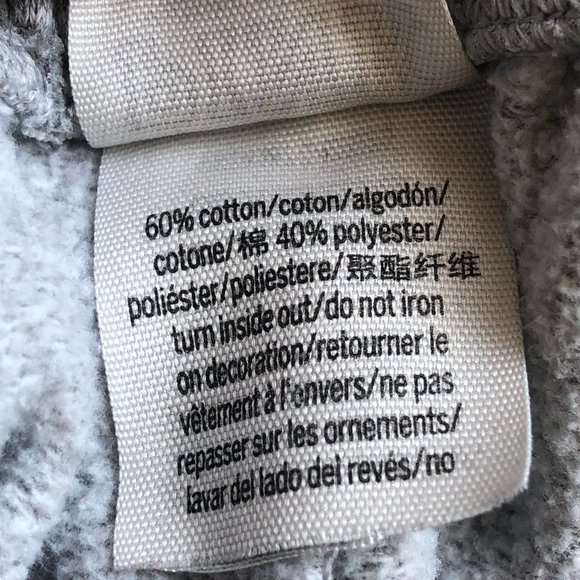 60% cotton/coton/algodón/
cotone/棉 40% polyester/
poliéster/poliestere/聚酯纤维
turn inside out/do not iron
on decoration/retourner le
vêtement à l'envers/ne pas
repasser sur les ornements/
lavar del lado del revés/no